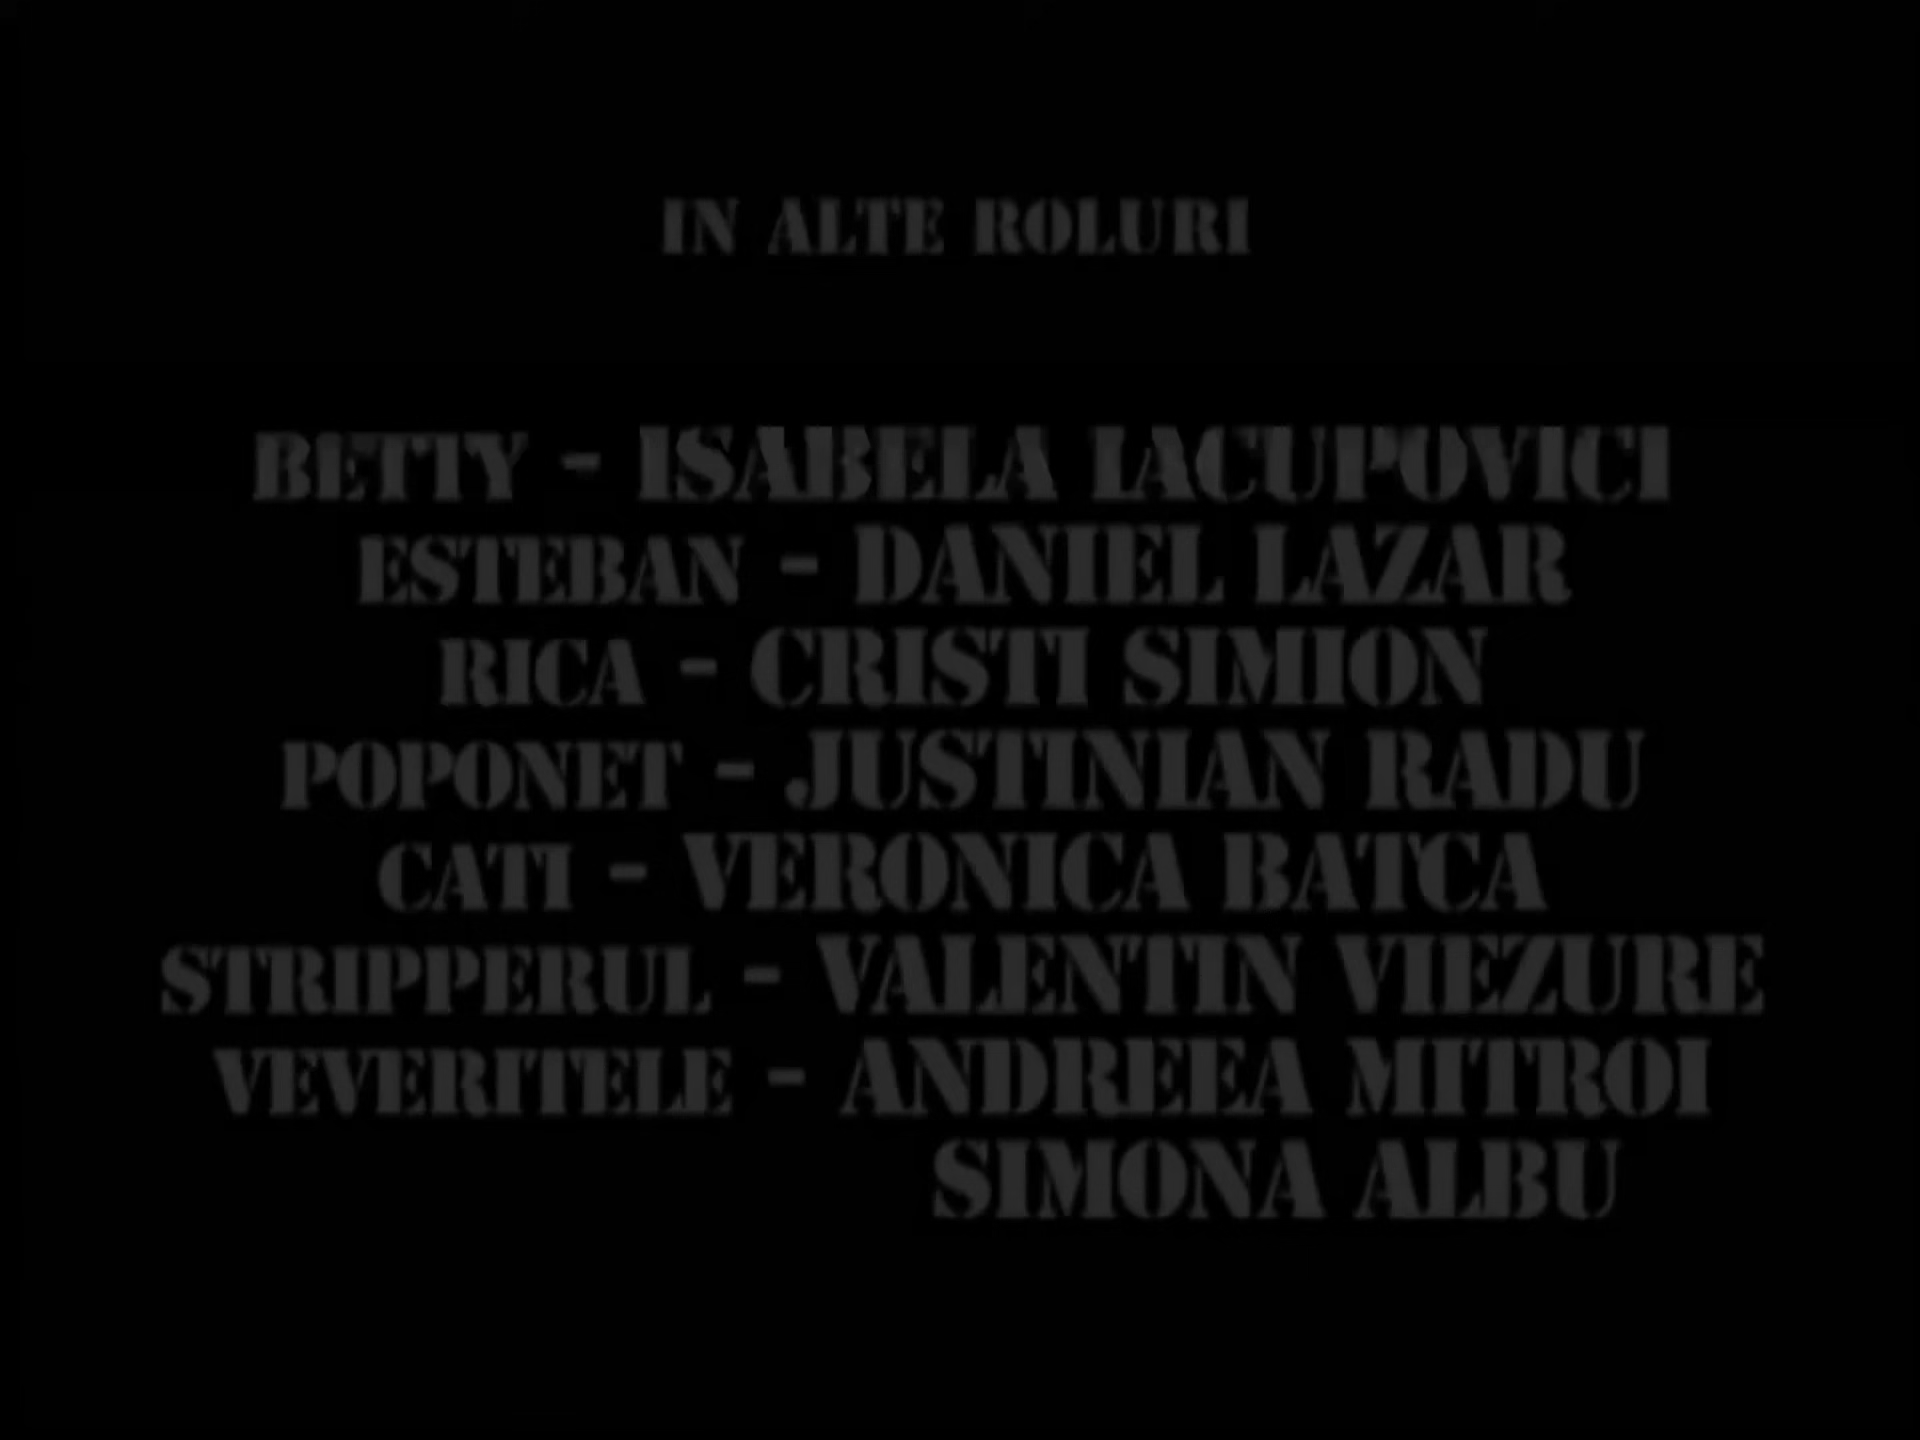 IN ALTE ROLURI
BETTY - ISABELA IACUPOVICI
ESTEBAN - DANIEL LAZAR
RICA - CRISTI SIMION
POPONET - JUSTINIAN RADU
CATI - VERONICA BATCA
STRIPPERUL - VALENTIN VIEZURE
VEVERITELE - ANDREEA MITROI
SIMONA ALBU